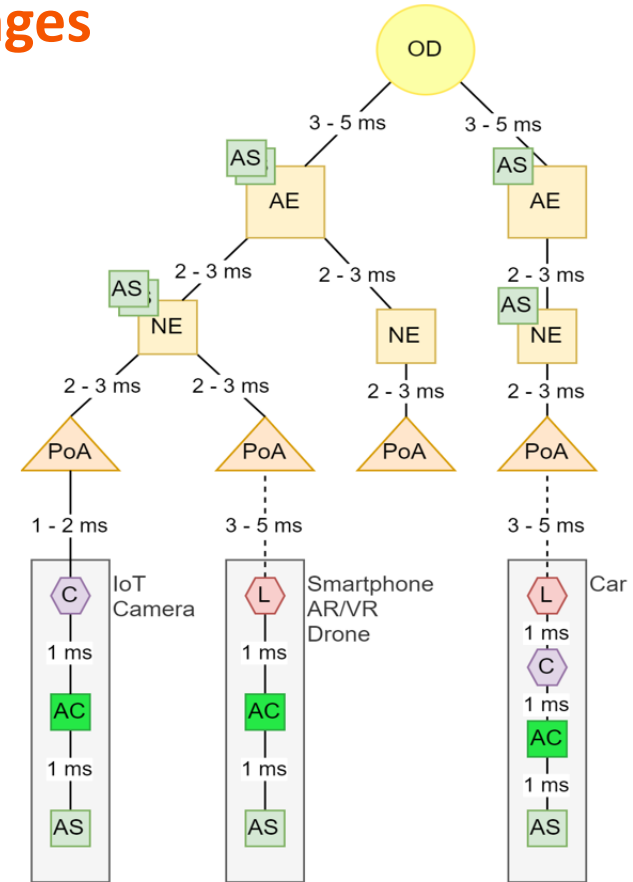 ges
OD
3 - 5 ms
3 - 5 ms
AS
AS
AE
AE
2 - 3 ms
2 - 3 ms
2 - 3 ms
AS
AS
NE
NE
NE
2 - 3 ms
2 - 3 ms
2 - 3 ms
2 - 3 ms
PoA
PoA
PoA
PoA
1 - 2 ms
3 - 5 ms
3 - 5 ms
C
IoT
Camera
L
Smartphone
AR/VR
Drone
L
Car
1 ms
1 ms
1 ms
C
1 ms
AC
AC
AC
1 ms
1 ms
1 ms
AS
AS
AS